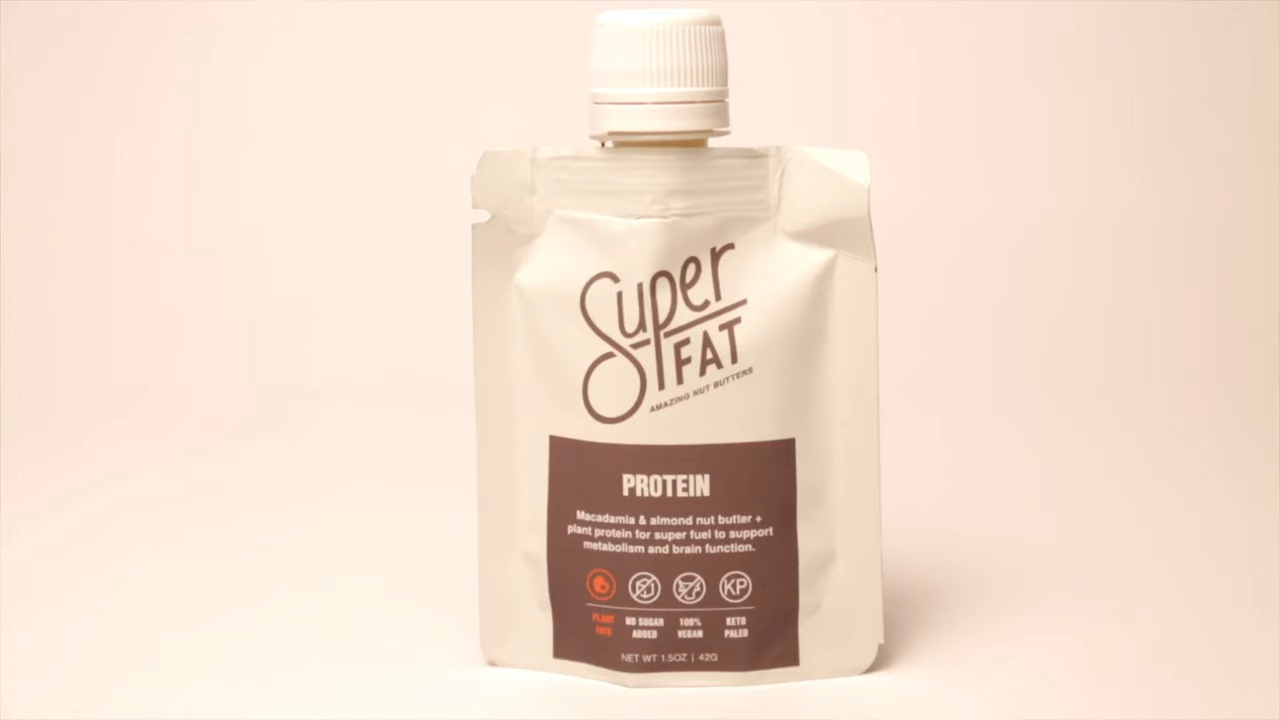 Super
FAT
AMAZING NUT BUTTERS
PROTEIN
Macadamia & almond nut butter +
plant protein for super fuel to support
metabolism and brain function.
KP
PLANT NO SUGAR 100% KETO
FATS ADDED VEGAN PALEO
NET WT 1.5OZ | 42G